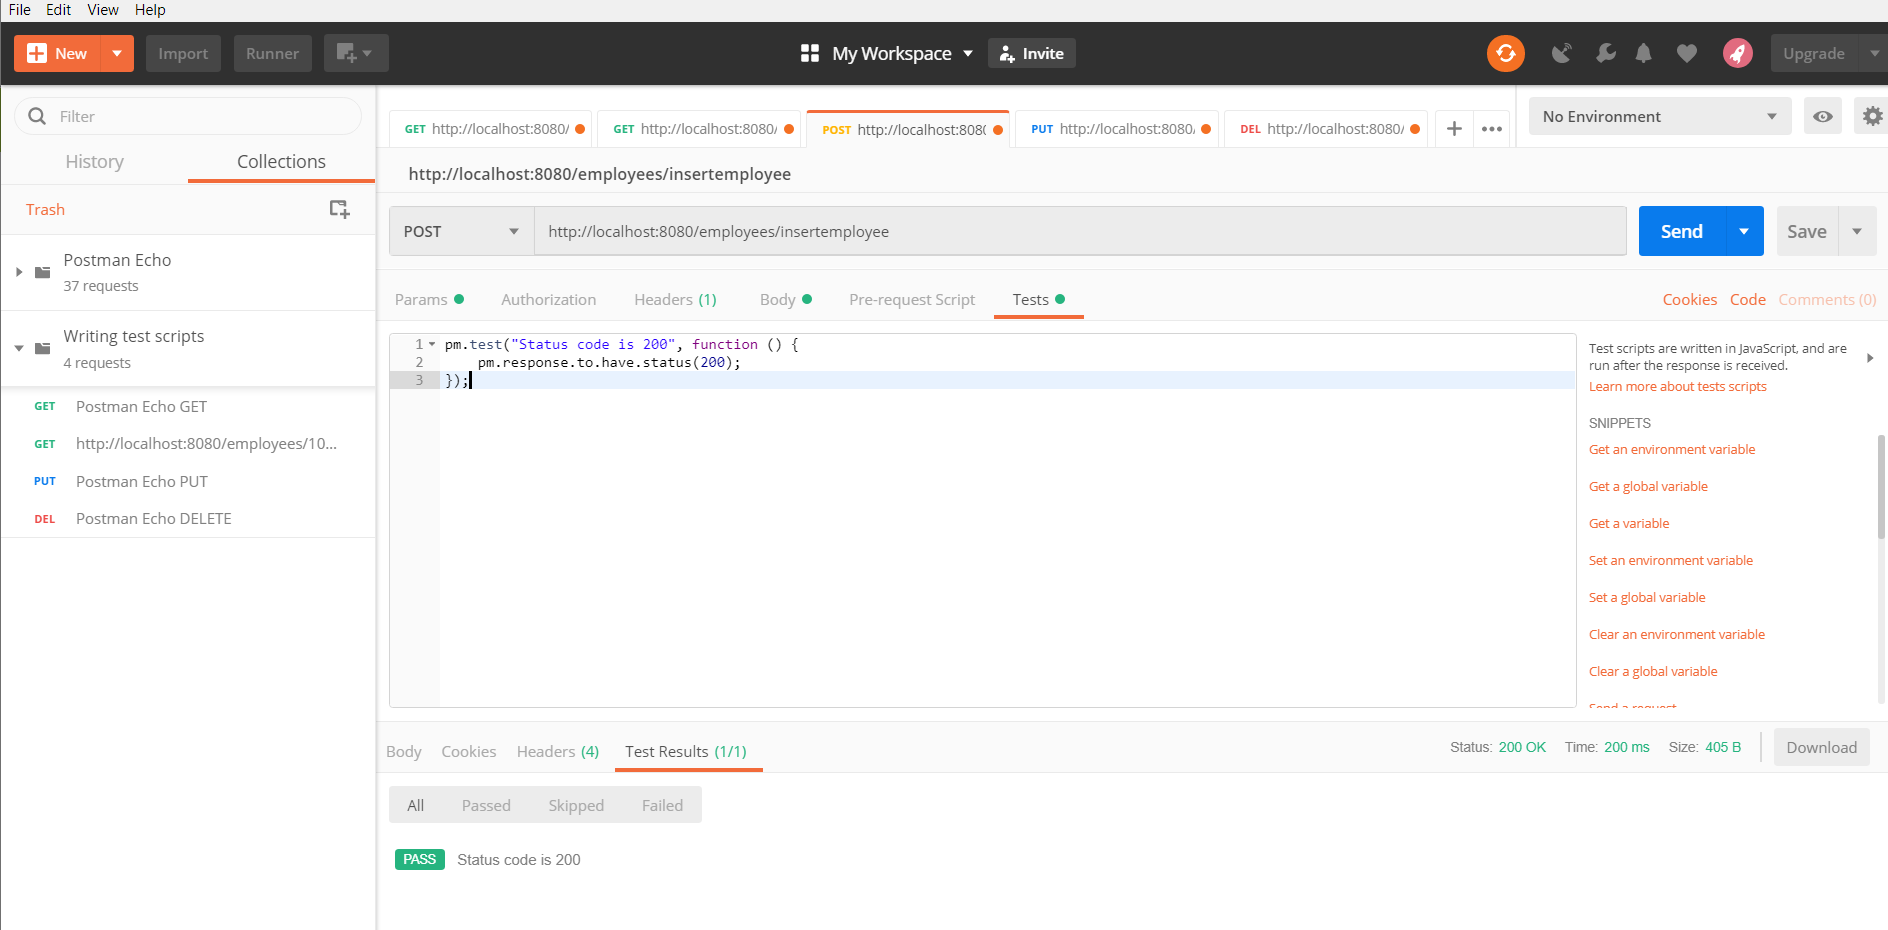 File Edit View Help
New Import Runner My Workspace Invite Upgrade
Filter
History Collections
Trash
Postman Echo
37 requests
Writing test scripts
4 requests
GET Postman Echo GET
GET http://localhost:8080/employees/10...
PUT Postman Echo PUT
DEL Postman Echo DELETE
GET http://localhost:8080/ GET http://localhost:8080/ POST http://localhost:808( PUT http://localhost:8080/ DEL http://localhost:8080/ + •••
No Environment
http://localhost:8080/employees/insertemployee
POST http://localhost:8080/employees/insertemployee Send Save
Params Authorization Headers (1) Body Pre-request Script Tests Cookies Code Comments (0)
1 pm.test("Status code is 200", function () {
2 pm.response.to.have.status(200);
3 });
Test scripts are written in JavaScript, and are
run after the response is received.
Learn more about tests scripts
SNIPPETS
Get an environment variable
Get a global variable
Get a variable
Set an environment variable
Set a global variable
Clear an environment variable
Clear a global variable
Send a request
Body Cookies Headers (4) Test Results (1/1) Status: 200 OK Time: 200 ms Size: 405 B Download
All Passed Skipped Failed
PASS Status code is 200